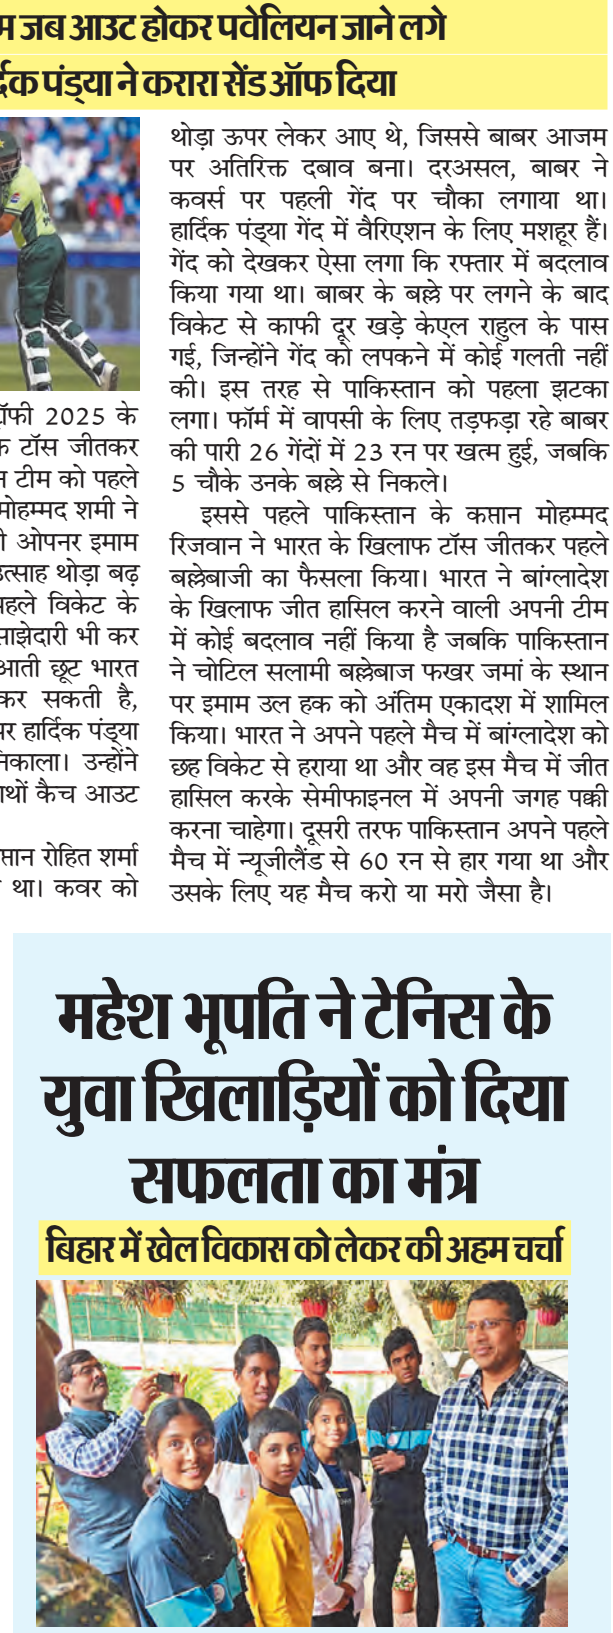 जब आउट होकर पवेलियन जाने लगे
पंड्या ने करारा सेंड ऑफ दिया
2025 के
टॉस जीतकर
टीम को पहले
मोहम्मद शमी ने
ओपनर इमाम
थोड़ा बढ़
विकेट के
साझेदारी भी कर
आती छूट भारत
कर सकती है,
हार्दिक पंड्या
उन्होंने
कैच आउट
रोहित शर्मा
था। कवर को
थोड़ा ऊपर लेकर आए थे, जिससे बाबर आजम
पर अतिरिक्त दबाव बना। दरअसल, बाबर ने
कवर्स पर पहली गेंद पर चौका लगाया था।
हार्दिक पंड्या गेंद में वैरिएशन के लिए मशहूर हैं।
गेंद को देखकर ऐसा लगा कि रफ्तार में बदलाव
किया गया था। बाबर के बल्ले पर लगने के बाद
विकेट से काफी दूर खड़े केएल राहुल के पास
गई, जिन्होंने गेंद को लपकने में कोई गलती नहीं
की। इस तरह से पाकिस्तान को पहला झटका
लगा। फॉर्म में वापसी के लिए तड़फड़ा रहे बाबर
की पारी 26 गेंदों में 23 रन पर खत्म हुई, जबकि
5 चौके उनके बल्ले से निकले।
इससे पहले पाकिस्तान के कप्तान मोहम्मद
रिजवान ने भारत के खिलाफ टॉस जीतकर पहले
बल्लेबाजी का फैसला किया। भारत ने बांग्लादेश
के खिलाफ जीत हासिल करने वाली अपनी टीम
में कोई बदलाव नहीं किया है जबकि पाकिस्तान
ने चोटिल सलामी बल्लेबाज फखर जमां के स्थान
पर इमाम उल हक को अंतिम एकादश में शामिल
किया। भारत ने अपने पहले मैच में बांग्लादेश को
छह विकेट से हराया था और वह इस मैच में जीत
हासिल करके सेमीफाइनल में अपनी जगह पक्की
करना चाहेगा। दूसरी तरफ पाकिस्तान अपने पहले
मैच में न्यूजीलैंड से 60 रन से हार गया था और
उसके लिए यह मैच करो या मरो जैसा है।
महेश भूपति ने टेनिस के
युवा खिलाड़ियों को दिया
सफलता का मंत्र
बिहार में खेल विकास को लेकर की अहम चर्चा